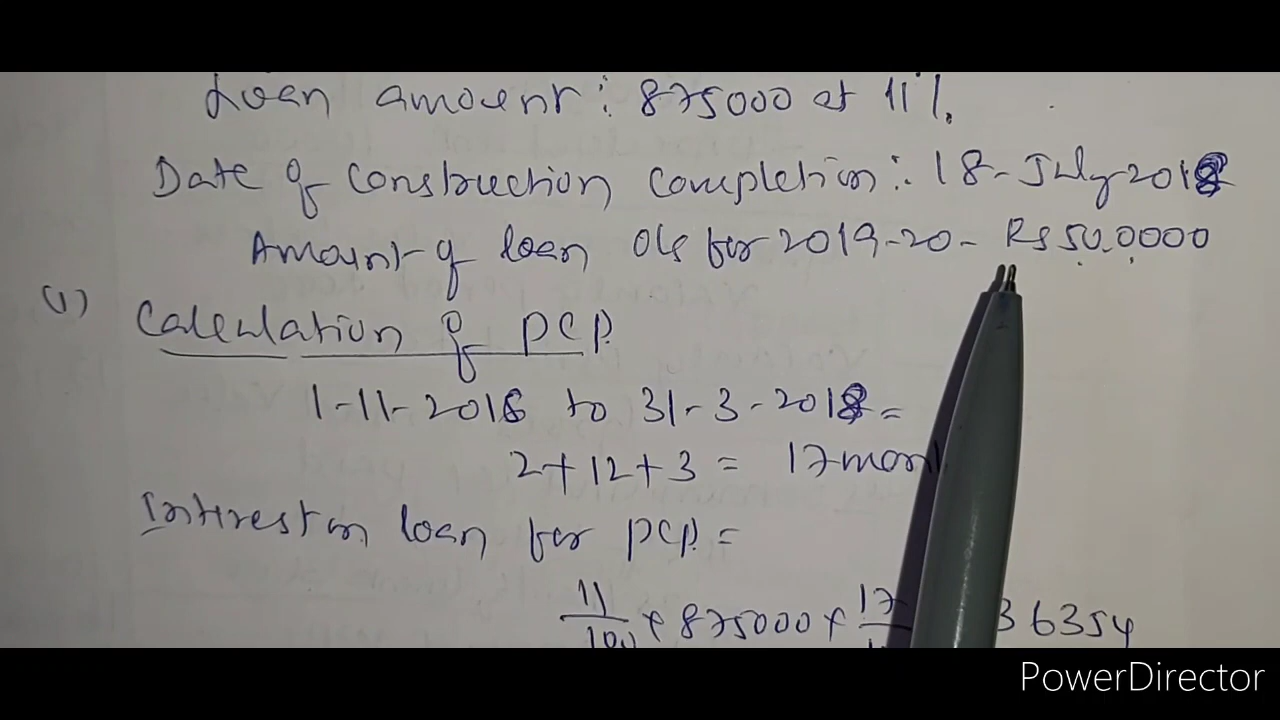 Loan amount: 875000 at 11%.
Date of Construction Completion: 18-July 2018
Amount of loan O/s for 2019-20- Rs 50,0000
(1)
Calculation of PCP.
1-11-2016 to 31-3-2018 =
2+12+3 = 17 mon
Interest on loan for PCP. =
11/100 × 875000 × 17 36354
PowerDirector